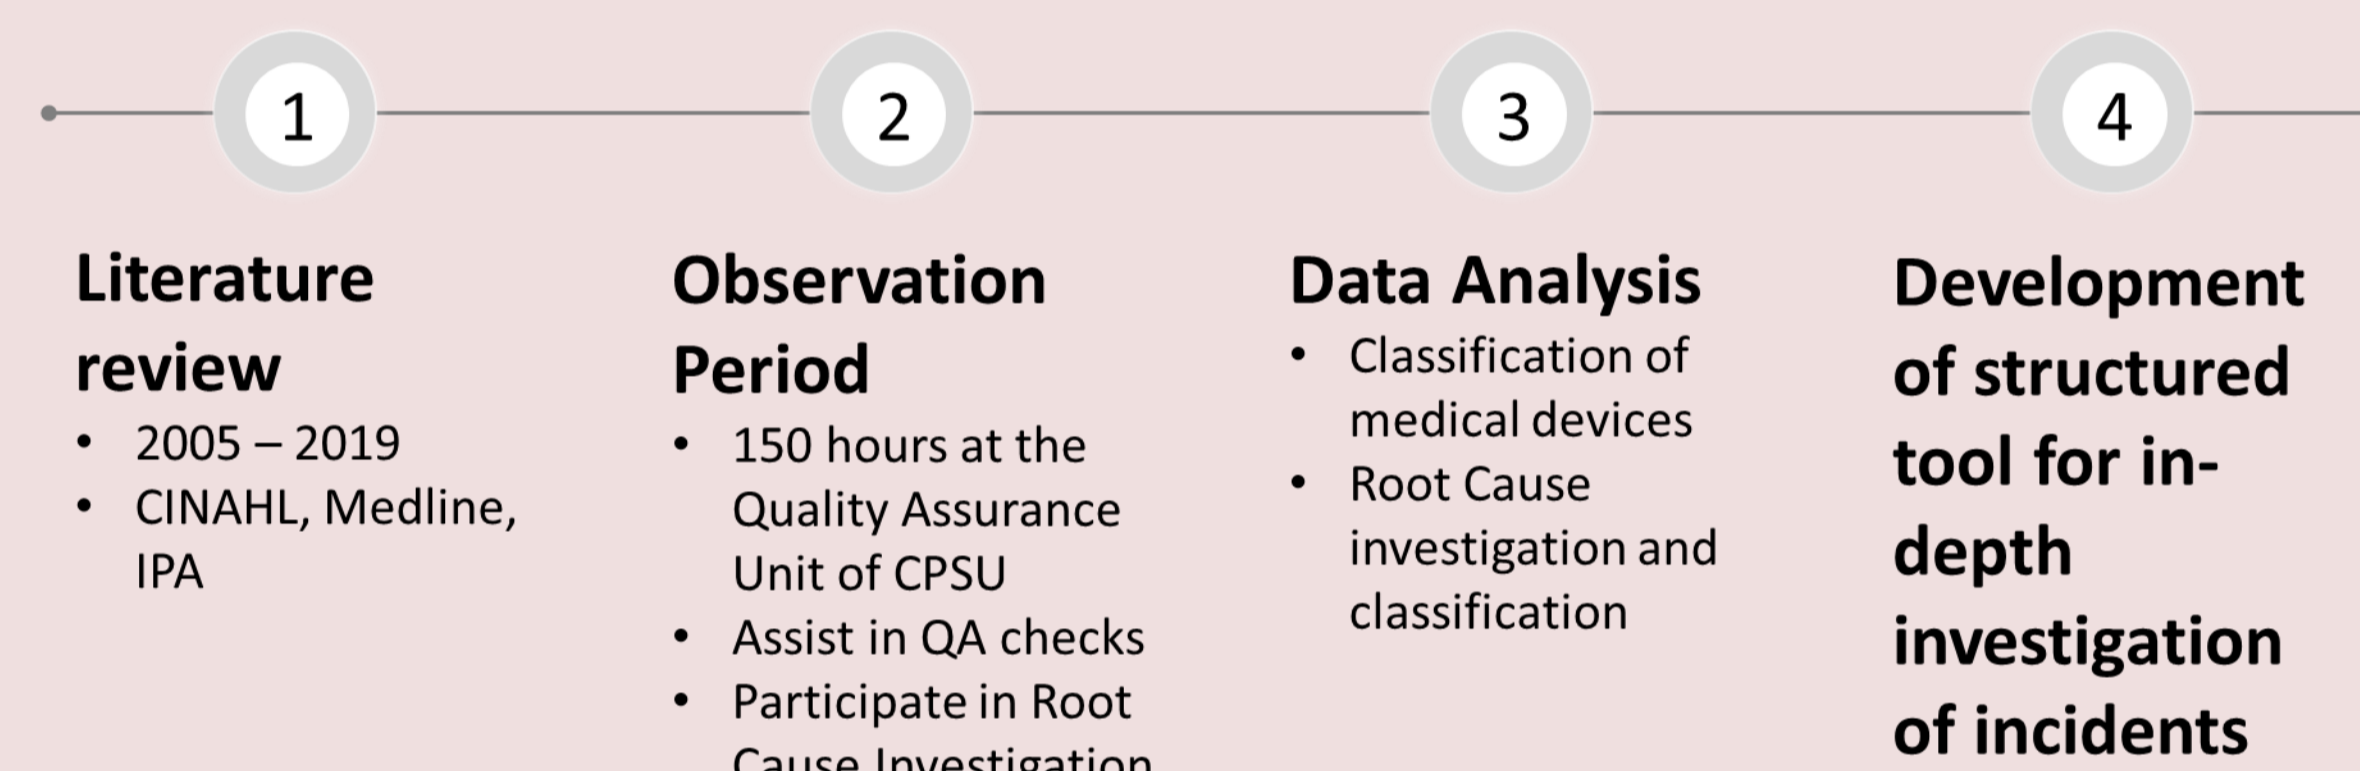 1
Literature
review
• 2005 – 2019
• CINAHL, Medline,
IPA
2
Observation
Period
• 150 hours at the
Quality Assurance
Unit of CPSU
• Assist in QA checks
• Participate in Root
Cause Investigation
3
Data Analysis
• Classification of
medical devices
• Root Cause
investigation and
classification
4
Development
of structured
tool for in-
depth
investigation
of incidents